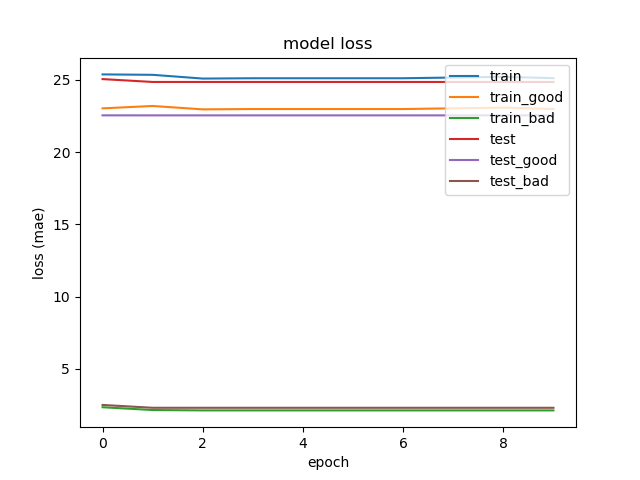 model loss
25
20
15
10
5
loss (mae)
train
train_good
train_bad
test
test_good
test_bad
0
2
4
6
8
epoch